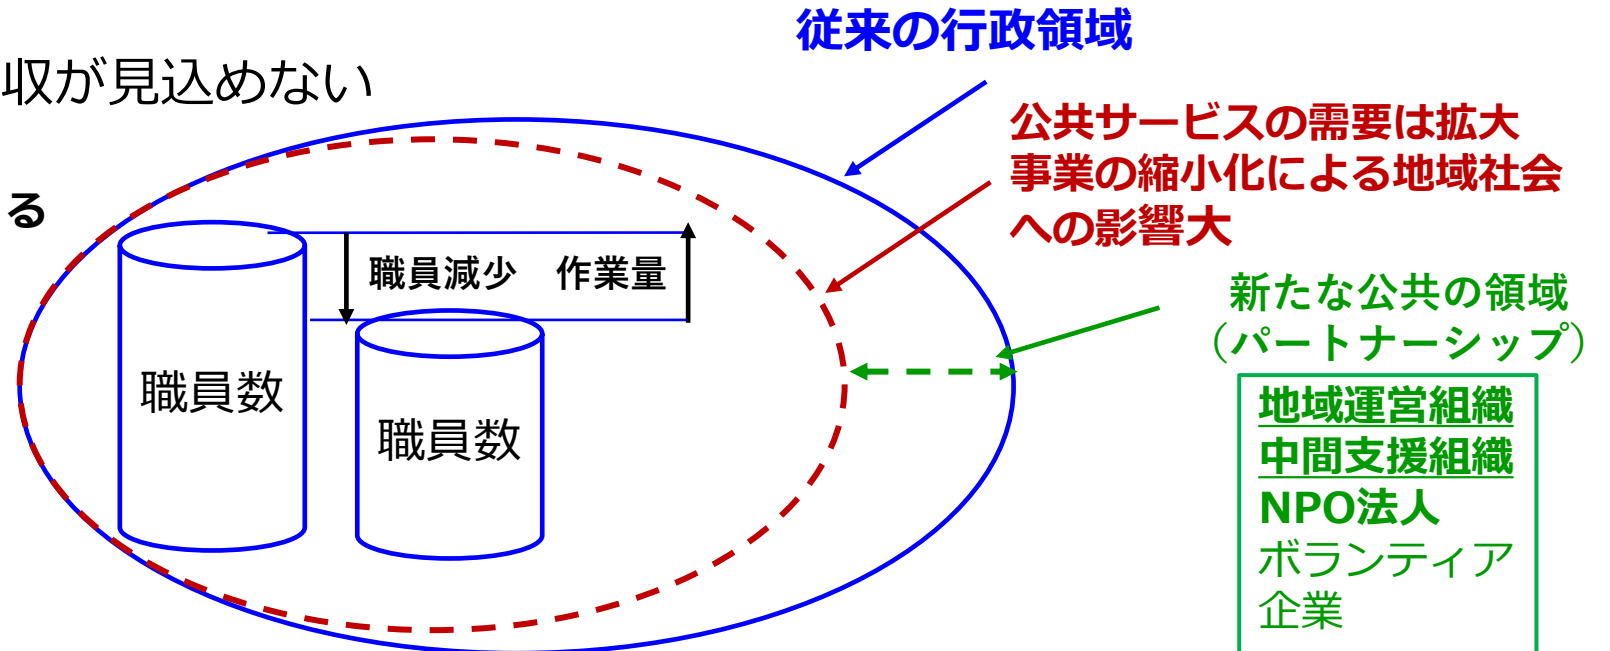 従来の行政領域
収が見込めない
公共サービスの需要は拡大
事業の縮小化による地域社会
への影響大
る
職員減少　作業量
新たな公共の領域
（パートナーシップ）
職員数
職員数
地域運営組織
中間支援組織
NPO法人
ボランティア
企業